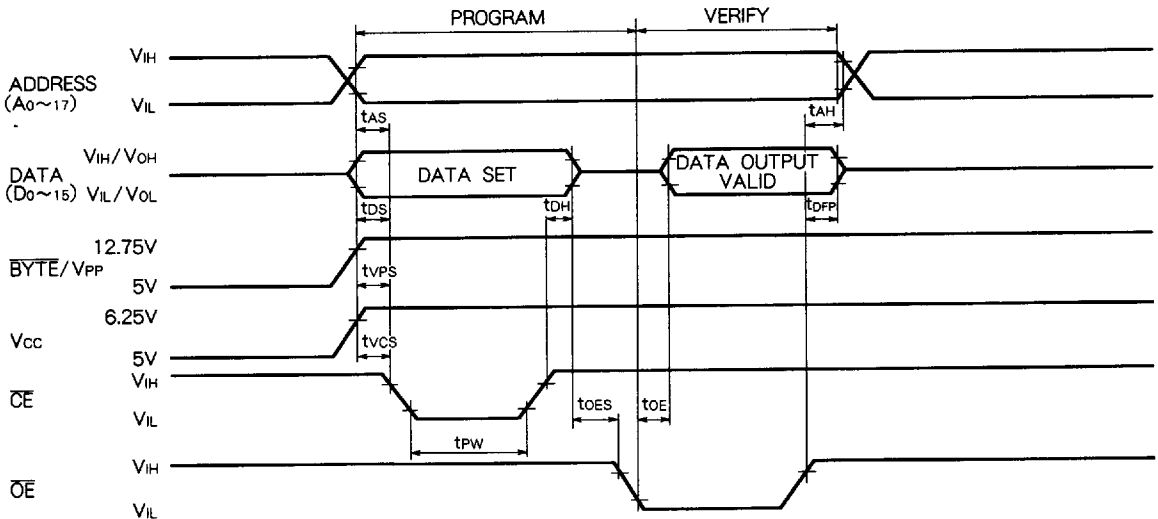 PROGRAM VERIFY
VIH
ADDRESS
(A0～17)
VIL
tAS
tAH
VIH/VOH
DATA
(D0～15) VIL/VOL
DATA SET
DATA OUTPUT
VALID
tDS
tDH
tDFP
12.75V
BYTE/VPP
5V
tVPS
6.25V
VCC
5V
tVCS
VIH
CE
VIL
tOES
tOE
tPW
VIH
OE
VIL